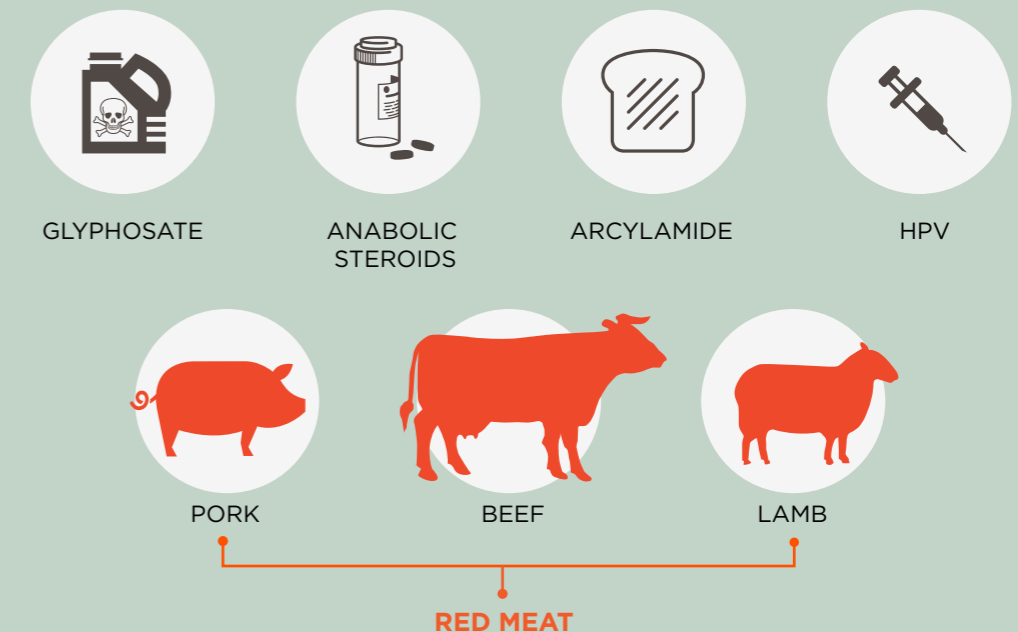 GLYPHOSATE
ANABOLIC
STEROIDS
ARCYLAMIDE
HPV
PORK
BEEF
LAMB
RED MEAT